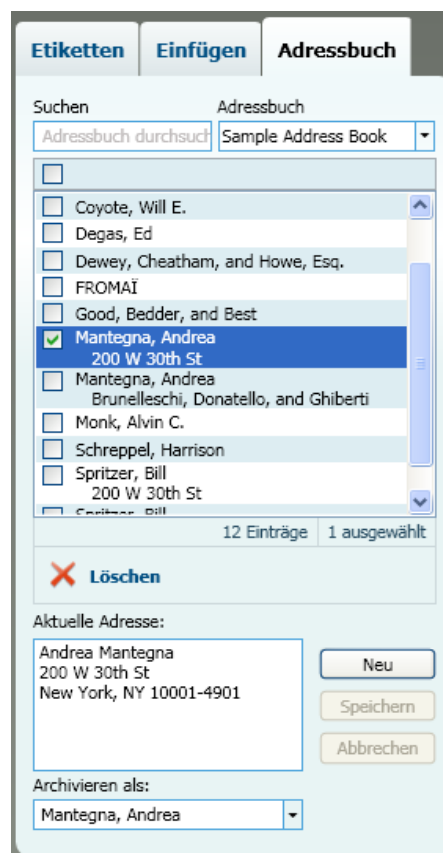 Etiketten Einfügen Adressbuch
Suchen Adressbuch
Adressbuch durchsuch Sample Address Book
Coyote, Will E.
Degas, Ed
Dewey, Cheatham, and Howe, Esq.
FROMAÏ
Good, Bedder, and Best
Mantegna, Andrea
200 W 30th St
Mantegna, Andrea
Brunelleschi, Donatello, and Ghiberti
Monk, Alvin C.
Schreppel, Harrison
Spritzer, Bill
200 W 30th St
Spritzer, Bill
12 Einträge 1 ausgewählt
Löschen
Aktuelle Adresse:
Andrea Mantegna
200 W 30th St
New York, NY 10001-4901
Neu
Speichern
Abbrechen
Archivieren als:
Mantegna, Andrea